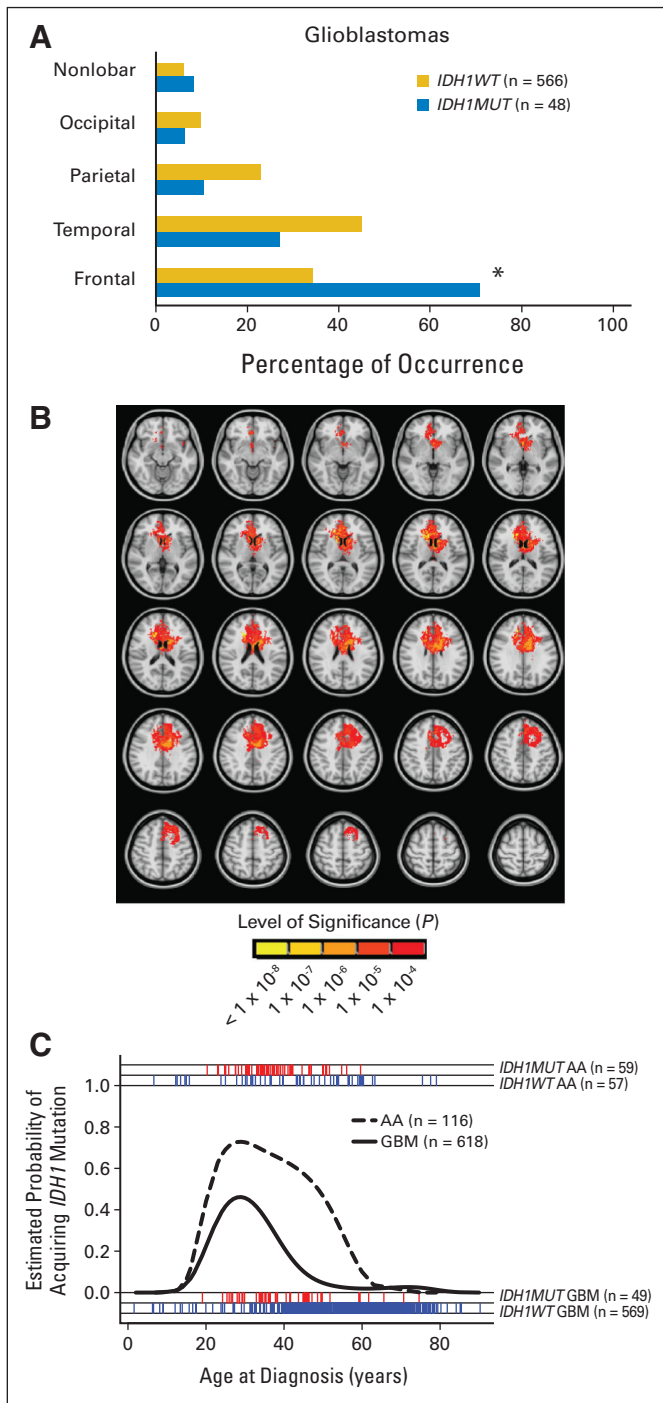 A
Glioblastomas
IDH1WT (n = 566)
IDH1MUT (n = 48)
Nonlobar
Occipital
Parietal
Temporal
Frontal
*
0 20 40 60 80 100
Percentage of Occurrence
B
Level of Significance (P)
< 1 x 10-8
1 x 10-7
1 x 10-6
1 x 10-5
1 x 10-4
C
IDH1MUT AA (n = 59)
IDH1WT AA (n = 57)
AA (n = 116)
GBM (n = 618)
Estimated Probability of
Acquiring IDH1 Mutation
1.0
0.8
0.6
0.4
0.2
0.0
IDH1MUT GBM (n = 49)
IDH1WT GBM (n = 569)
0 20 40 60 80
Age at Diagnosis (years)